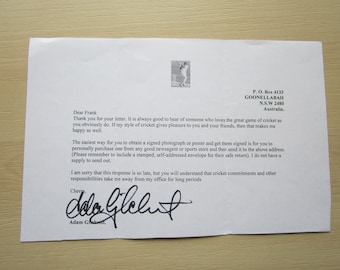 P. O. Box 4133
GOONELLABAH
N.S.W 2480
Australia.
Dear Frank
Thank you for your letter. It is always good to hear of someone who loves the great game of cricket as
you obviously do. If my style of cricket gives pleasure to you and your friends, then that makes me
happy as well.
The easiest way for you to obtain a signed photograph or poster and get them signed is for you to
personally purchase one from any good newsagent or sports store and then send it to the above address.
(Please remember to include a stamped, self-addressed envelope for their safe return). I do not have a
supply to send out.
I am sorry that this response is so late, but you will understand that cricket commitments and other
responsibilities take me away from my office for long periods
Cheers
Adam Gilchrist
Adam Gilchrist.